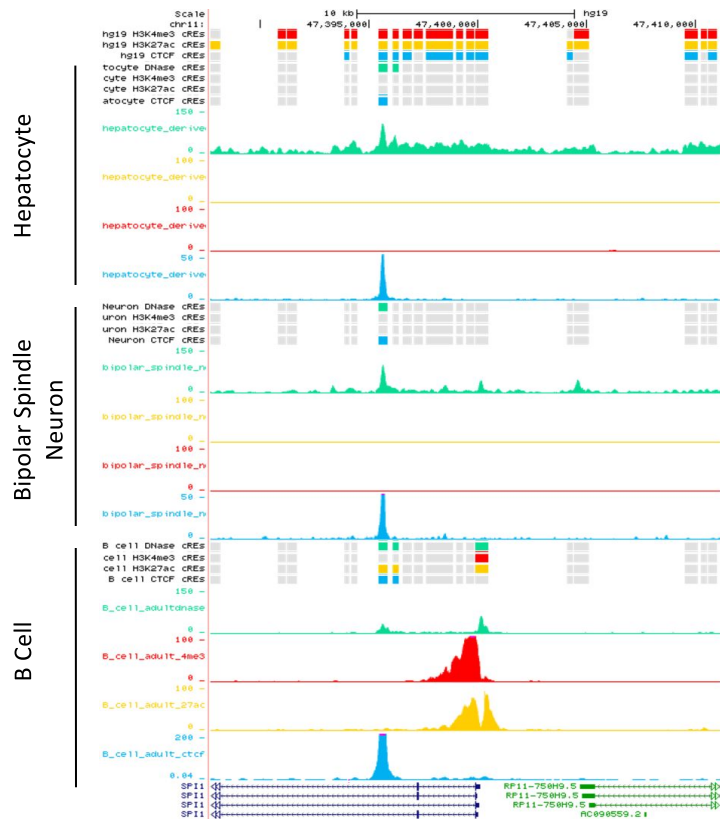 Scale 10 kb hg19
chr11: 47,395,000 47,400,000 47,405,000 47,410,000
hg19 H3K4me3 cREs
hg19 H3K27ac cREs
hg19 CTCF cREs
Hepatocyte
tocyte DNase cREs
cyte H3K4me3 cREs
cyte H3K27ac cREs
atocyte CTCF cREs
150
hepatocyte_derive
0
100
hepatocyte_derive
0
100
hepatocyte_derive
0
50
hepatocyte_derive
0
Bipolar Spindle
Neuron
Neuron DNase cREs
uron H3K4me3 cREs
uron H3K27ac cREs
Neuron CTCF cREs
150
bipolar_spindle_n
0
100
bipolar_spindle_n
0
100
bipolar_spindle_n
0
50
bipolar_spindle_n
0
B Cell
B cell DNase cREs
cell H3K4me3 cREs
cell H3K27ac cREs
B cell CTCF cREs
150
B_cell_adultdnase
0
100
B_cell_adult_4me3
0
100
B_cell_adult_27ac
0
200
B_cell_adult_ctcf
0.04
SPI1 RP11-750H9.5
SPI1 RP11-750H9.5
SPI1 RP11-750H9.5
SPI1 AC090559.2